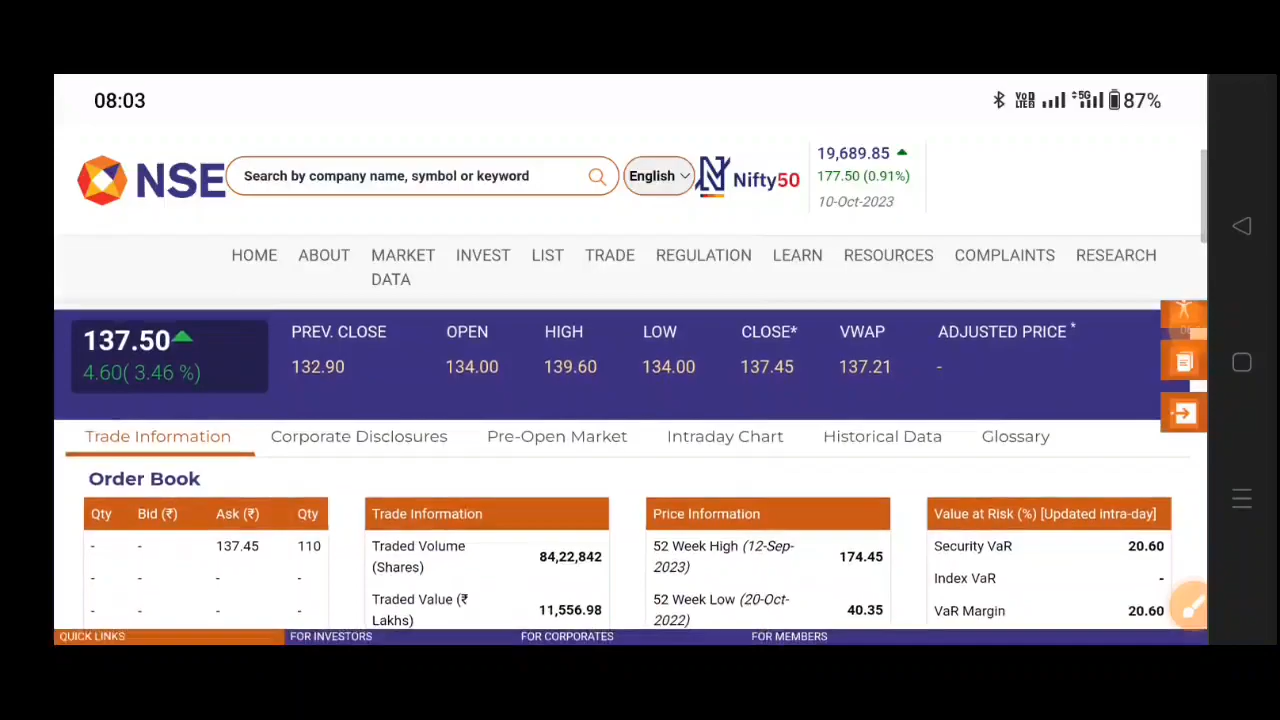 08:03
VoD LTEB 5G 87%
NSE
Search by company name, symbol or keyword
English
Nifty50
19,689.85
177.50 (0.91%)
10-Oct-2023
HOME ABOUT MARKET DATA INVEST LIST TRADE REGULATION LEARN RESOURCES COMPLAINTS RESEARCH
137.50
4.60( 3.46 %)
PREV. CLOSE OPEN HIGH LOW CLOSE* VWAP ADJUSTED PRICE *
132.90 134.00 139.60 134.00 137.45 137.21 -
Trade Information Corporate Disclosures Pre-Open Market Intraday Chart Historical Data Glossary
Order Book
Qty Bid (₹) Ask (₹) Qty
- - 137.45 110
- - - -
- - - -
Trade Information
Traded Volume
(Shares)
84,22,842
Traded Value (₹
Lakhs)
11,556.98
Price Information
52 Week High (12-Sep-
2023)
174.45
52 Week Low (20-Oct-
2022)
40.35
Value at Risk (%) [Updated intra-day]
Security VaR 20.60
Index VaR -
VaR Margin 20.60
QUICK LINKS FOR INVESTORS FOR CORPORATES FOR MEMBERS